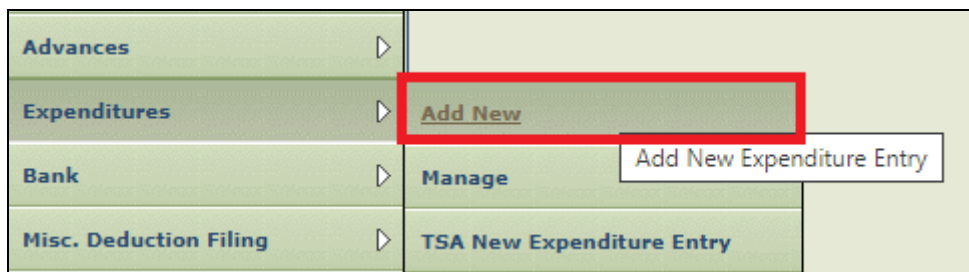 Advances
Expenditures
Add New
Add New Expenditure Entry
Bank
Manage
Misc. Deduction Filing
TSA New Expenditure Entry